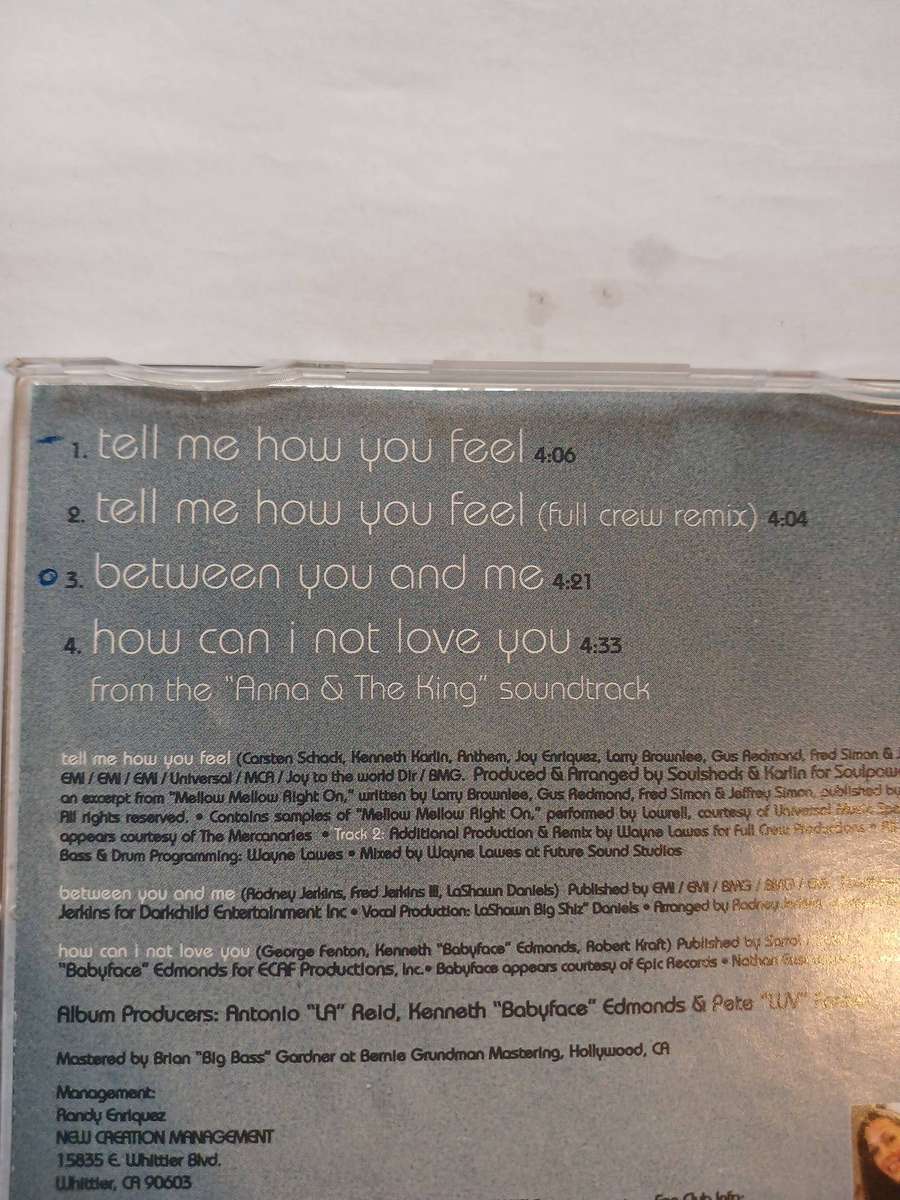 1. tell me how you feel 4:06
2. tell me how you feel (full crew remix) 4:04
3. between you and me 4:21
4. how can i not love you 4:33
from the "Anna & The King" soundtrack
tell me how you feel (Carsten Schack, Kenneth Karlin, Anthem, Joy Enriquez, Larry Brownlee, Gus Redmond, Fred Simon & J
EMI / EMI / EMI / Universal / MCA / Joy to the world Dir / BMG. Produced & Arranged by Soulshock & Karlin for Soulpow
an excerpt from "Mellow Mellow Right On," written by Larry Brownlee, Gus Redmond, Fred Simon & Jeffrey Simon, published by
All rights reserved. • Contains samples of "Mellow Mellow Right On," performed by Lowrell, courtesy of Universal Music Spe
appears courtesy of The Mercenaries • Track 2: Additional Production & Remix by Wayne Lawes for Full Crew Productions •
Bass & Drum Programming: Wayne Lawes • Mixed by Wayne Lawes at Future Sound Studios
between you and me (Rodney Jerkins, Fred Jerkins III, LaShawn Daniels) Published by EMI / EMI / BMG / BMG / EMI.
Jerkins for Darkchild Entertainment Inc • Vocal Production: LaShawn Big Shiz" Daniels • Arranged by Rodney
how can i not love you (George Fenton, Kenneth "Babyface" Edmonds, Robert Kraft) Published by
"Babyface" Edmonds for ECAF Productions, Inc.• Babyface appears courtesy of Epic Records • Nathan
Album Producers: Antonio "LA" Reid, Kenneth "Babyface" Edmonds & Pete "LUV"
Mastered by Brian "Big Bass" Gardner at Bernie Grundman Mastering, Hollywood, CA
Management:
Randy Enriquez
NEW CREATION MANAGEMENT
15835 E. Whittier Blvd.
Whittier, CA 90603
Fan Club Info: